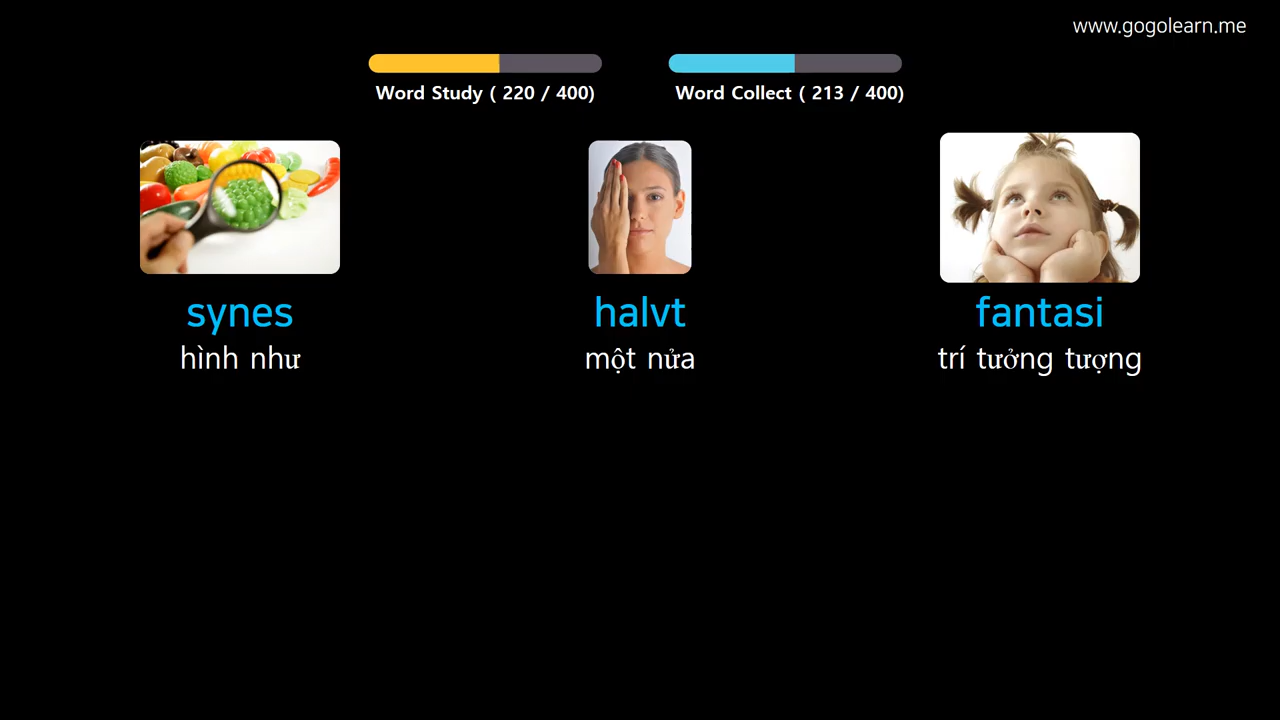 www.gogolearn.me
Word Study ( 220 / 400)
Word Collect ( 213 / 400)
synes
halvt
fantasi
hình như
một nửa
trí tưởng tượng